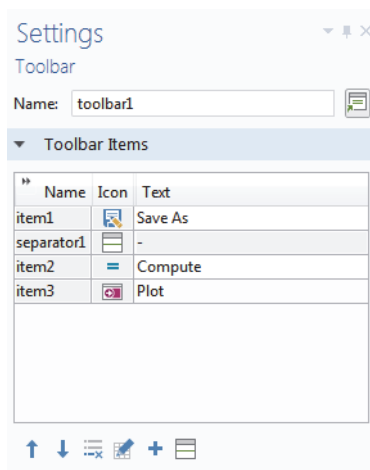 Settings
Toolbar
Name: toolbar1
Toolbar Items
Name Icon Text
item1 Save As
separator1 -
item2 = Compute
item3 Plot